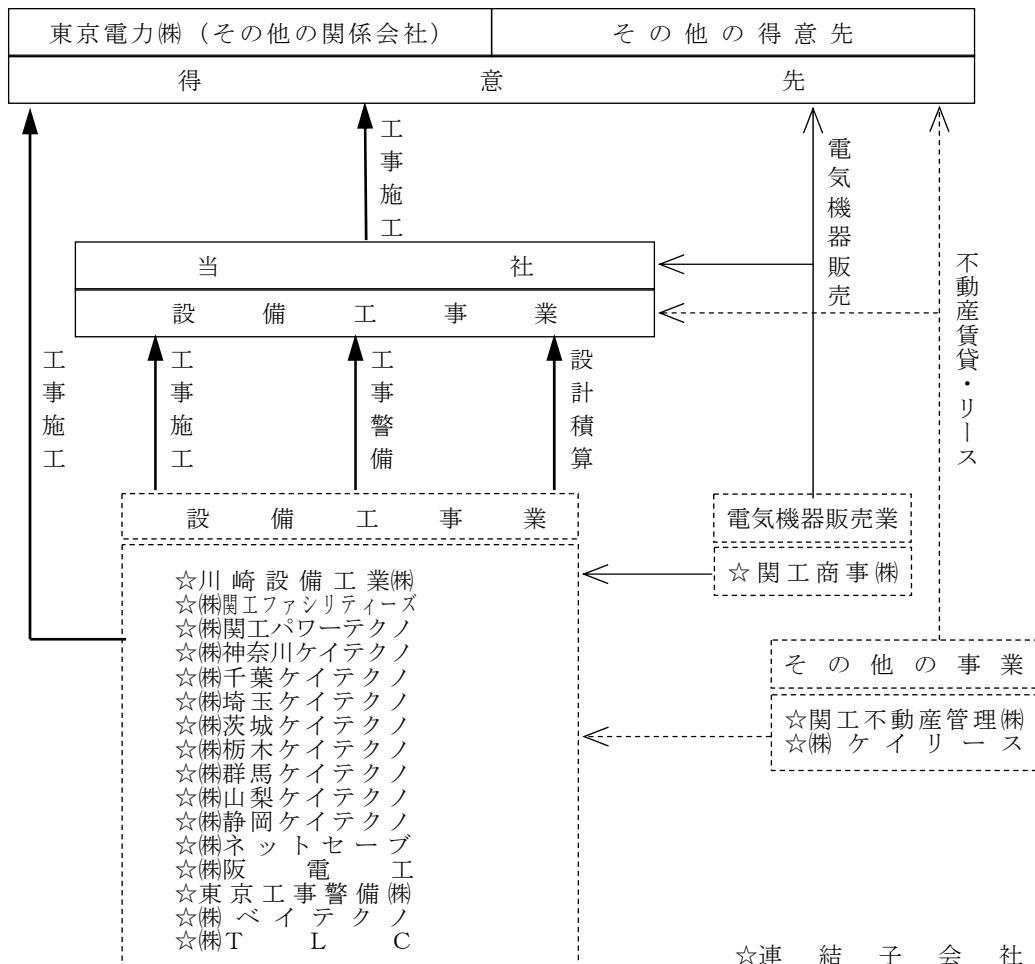 東京電力㈱（その他の関係会社）
その他の得意先
得意先
工事施工
電気機器販売
不動産賃貸・リース
当社
設備工事業
工事施工
工事施工
工事警備
設計積算
設備工事業
電気機器販売業
☆関工商事㈱
☆川崎設備工業㈱
☆㈱関工ファシリティーズ
☆㈱関工パワーテクノ
☆㈱神奈川ケイテクノ
☆㈱千葉ケイテクノ
☆㈱埼玉ケイテクノ
☆㈱茨城ケイテクノ
☆㈱栃木ケイテクノ
☆㈱群馬ケイテクノ
☆㈱山梨ケイテクノ
☆㈱静岡ケイテクノ
☆㈱ネットセーブ
☆㈱阪電工
☆東京工事警備㈱
☆㈱ベイテクノ
☆㈱ＴＬＣ
その他の事業
☆関工不動産管理㈱
☆㈱ケイリース
☆連結子会社